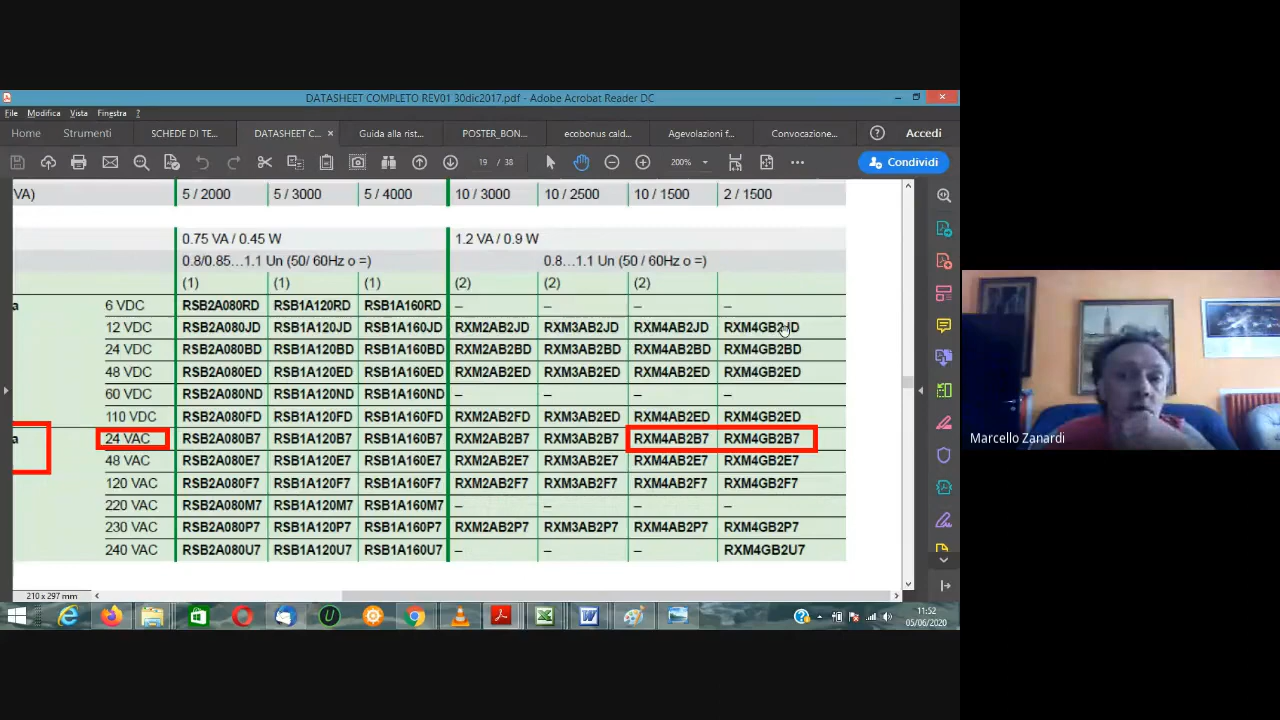 DATASHEET COMPLETO REV01 30dic2017.pdf - Adobe Acrobat Reader DC
File Modifica Vista Finestra ?
Home Strumenti SCHEDE DI TE... DATASHEET C... × Guida alla rist... POSTER_BON... ecobonus cald... Agevolazioni f... Convocazione... Accedi
19 / 38 200% Condividi
VA) 5 / 2000 5 / 3000 5 / 4000 10 / 3000 10 / 2500 10 / 1500 2 / 1500
0.75 VA / 0.45 W 1.2 VA / 0.9 W
0.8/0.85...1.1 Un (50/ 60Hz o =) 0.8...1.1 Un (50 / 60Hz o =)
(1) (1) (1) (2) (2) (2)
a 6 VDC RSB2A080RD RSB1A120RD RSB1A160RD – – – –
12 VDC RSB2A080JD RSB1A120JD RSB1A160JD RXM2AB2JD RXM3AB2JD RXM4AB2JD RXM4GB2JD
24 VDC RSB2A080BD RSB1A120BD RSB1A160BD RXM2AB2BD RXM3AB2BD RXM4AB2BD RXM4GB2BD
48 VDC RSB2A080ED RSB1A120ED RSB1A160ED RXM2AB2ED RXM3AB2ED RXM4AB2ED RXM4GB2ED
60 VDC RSB2A080ND RSB1A120ND RSB1A160ND – – – –
110 VDC RSB2A080FD RSB1A120FD RSB1A160FD RXM2AB2FD RXM3AB2FD RXM4AB2ED RXM4GB2ED
a 24 VAC RSB2A080B7 RSB1A120B7 RSB1A160B7 RXM2AB2B7 RXM3AB2B7 RXM4AB2B7 RXM4GB2B7
48 VAC RSB2A080E7 RSB1A120E7 RSB1A160E7 RXM2AB2E7 RXM3AB2E7 RXM4AB2E7 RXM4GB2E7
120 VAC RSB2A080F7 RSB1A120F7 RSB1A160F7 RXM2AB2F7 RXM3AB2F7 RXM4AB2F7 RXM4GB2F7
220 VAC RSB2A080M7 RSB1A120M7 RSB1A160M7 – – – –
230 VAC RSB2A080P7 RSB1A120P7 RSB1A160P7 RXM2AB2P7 RXM3AB2P7 RXM4AB2P7 RXM4GB2P7
240 VAC RSB2A080U7 RSB1A120U7 RSB1A160U7 – – – RXM4GB2U7
210 x 297 mm
11:52
05/06/2020
Marcello Zanardi